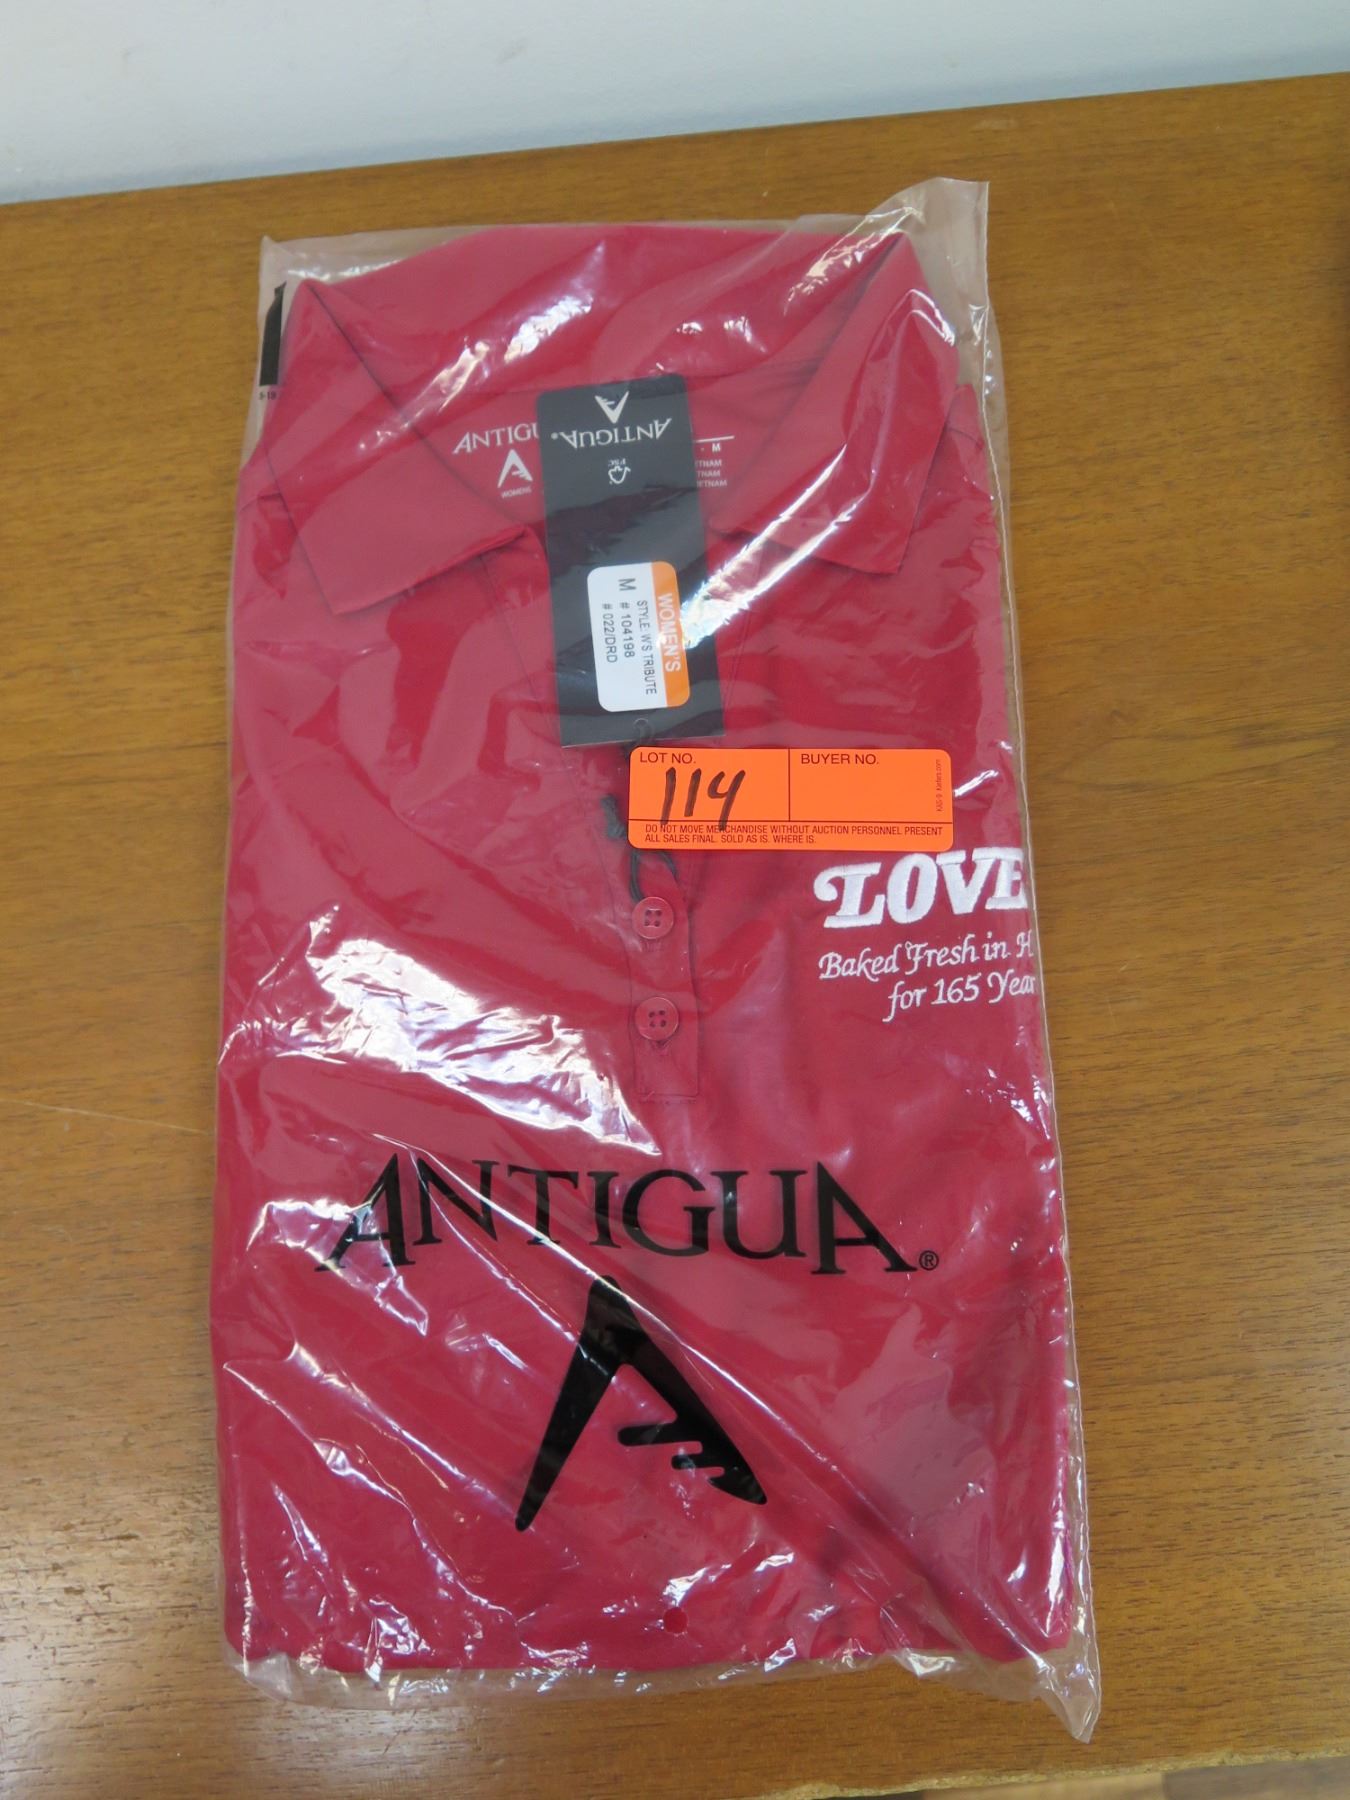 ANTIGUA®
WOMENS
M
WOMEN'S
STYLE: W'S TRIBUTE
M # 104198
# 022/DRD
LOT NO. 114
BUYER NO.
DO NOT MOVE MERCHANDISE WITHOUT AUCTION PERSONNEL PRESENT
ALL SALES FINAL. SOLD AS IS. WHERE IS.
LOVE
Baked Fresh in H
for 165 Year
ANTIGUA®